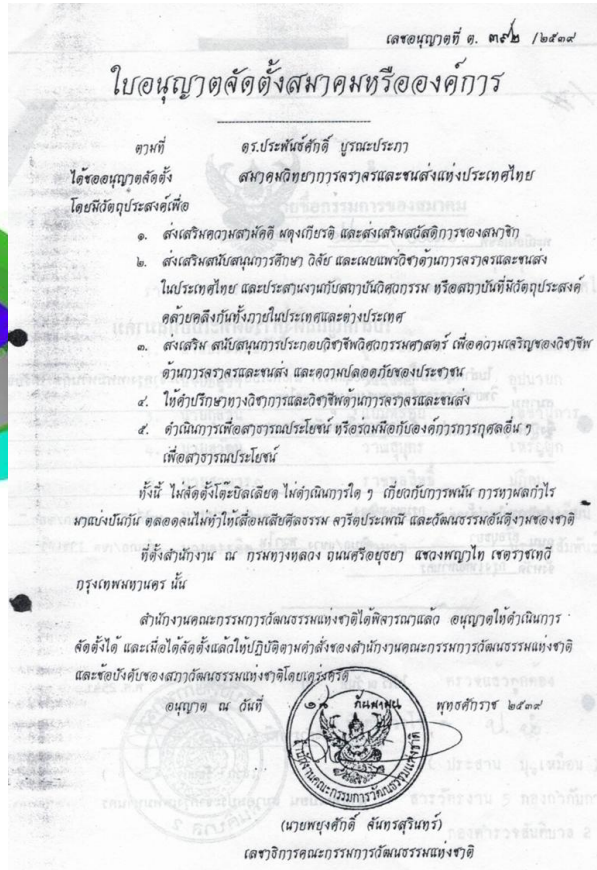 เลขอนุญาตที่ ต. ๓๙๒ /๒๕๓๙
ใบอนุญาตจัดตั้งสมาคมหรือองค์การ
ตามที่ ดร.ประพันธ์ศักดิ์ บูรณะประภา
ได้ขออนุญาตจัดตั้ง สมาคมวิทยาการจราจรและขนส่งแห่งประเทศไทย
โดยมีวัตถุประสงค์เพื่อ
๑. ส่งเสริมความสามัคคี ผดุงเกียรติ และส่งเสริมสวัสดิการของสมาชิก
๒. ส่งเสริมสนับสนุนการศึกษา วิจัย และเผยแพร่วิชาด้านการจราจรและขนส่ง
ในประเทศไทย และประสานงานกับสถาบันวิศวกรรม หรือสถาบันที่มีวัตถุประสงค์
คล้ายคลึงกันทั้งภายในประเทศและต่างประเทศ
๓. ส่งเสริม สนับสนุนการประกอบวิชาชีพวิศวกรรมศาสตร์ เพื่อความเจริญของวิชาชีพ
ด้านการจราจรและขนส่ง และความปลอดภัยของประชาชน
๔. ให้คำปรึกษาทางวิชาการและวิชาชีพด้านการจราจรและขนส่ง
๕. ดำเนินการเพื่อสาธารณประโยชน์ หรือร่วมมือกับองค์การการกุศลอื่น ๆ
เพื่อสาธารณประโยชน์
ทั้งนี้ ไม่จัดตั้งโต๊ะบิลเลียด ไม่ดำเนินการใด ๆ เกี่ยวกับการพนัน การหาผลกำไร
มาแบ่งปันกัน ตลอดจนไม่ทำให้เสื่อมเสียศีลธรรม จารีตประเพณี และวัฒนธรรมอันดีงามของชาติ
ที่ตั้งสำนักงาน ณ กรมทางหลวง ถนนศรีอยุธยา แขวงพญาไท เขตราชเทวี
กรุงเทพมหานคร นั้น
สำนักงานคณะกรรมการวัฒนธรรมแห่งชาติได้พิจารณาแล้ว อนุญาตให้ดำเนินการ
จัดตั้งได้ และเมื่อได้จัดตั้งแล้วให้ปฏิบัติตามคำสั่งของสำนักงานคณะกรรมการวัฒนธรรมแห่งชาติ
และข้อบังคับของสภาวัฒนธรรมแห่งชาติโดยเคร่งครัด
อนุญาต ณ วันที่ กันยายน พุทธศักราช ๒๕๓๙
สำนักงานคณะกรรมการวัฒนธรรมแห่งชาติ
(นายพยุงศักดิ์ จันทรสุรินทร์)
เลขาธิการคณะกรรมการวัฒนธรรมแห่งชาติ